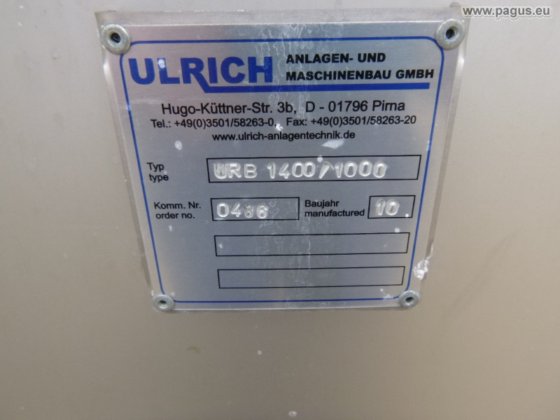 www.pagus.eu
ULRICH ANLAGEN- UND MASCHINENBAU GMBH
Hugo-Küttner-Str. 3b, D - 01796 Pirna
Tel.: +49(0)3501/58263-0, Fax: +49(0)3501/58263-20
www.ulrich-anlagentechnik.de
Typ type WRB 1400/1000
Komm. Nr. order no. 0486 Baujahr manufactured 10